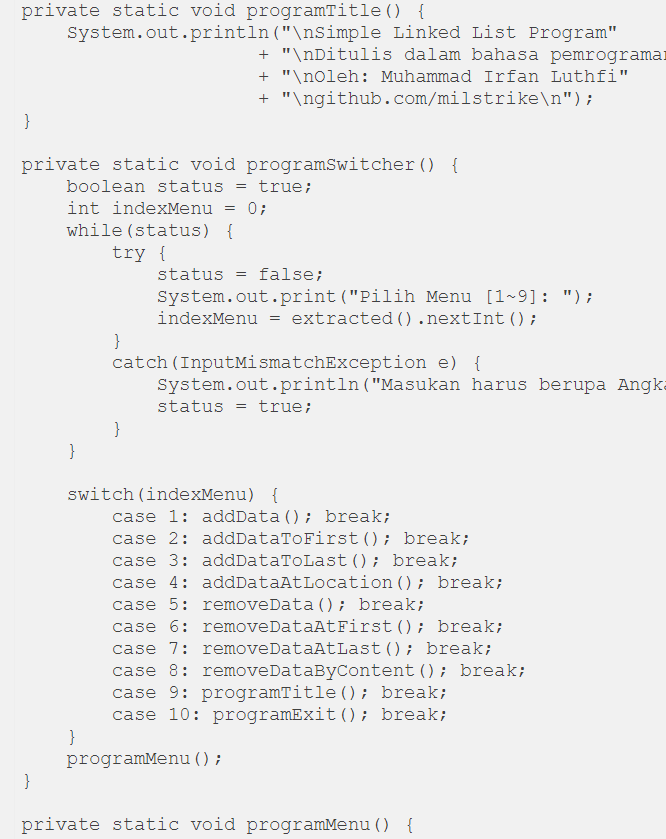 private static void programTitle() {
    System.out.println("\nSimple Linked List Program"
                     + "\nDitulis dalam bahasa
                     + "\nOleh: Muhammad Irfan Luthfi"
                     + "\ngithub.com/milstrike\n");
}

private static void programSwitcher() {
    boolean status = true;
    int indexMenu = 0;
    while(status) {
        try {
            status = false;
            System.out.print("Pilih Menu [1~9]: ");
            indexMenu = extracted().nextInt();
        }
        catch(InputMismatchException e) {
            System.out.println("Masukan harus berupa
            status = true;
        }
    }

    switch(indexMenu) {
        case 1: addData(); break;
        case 2: addDataToFirst(); break;
        case 3: addDataToLast(); break;
        case 4: addDataAtLocation(); break;
        case 5: removeData(); break;
        case 6: removeDataAtFirst(); break;
        case 7: removeDataAtLast(); break;
        case 8: removeDataByContent(); break;
        case 9: programTitle(); break;
        case 10: programExit(); break;
    }
    programMenu();
}

private static void programMenu() {